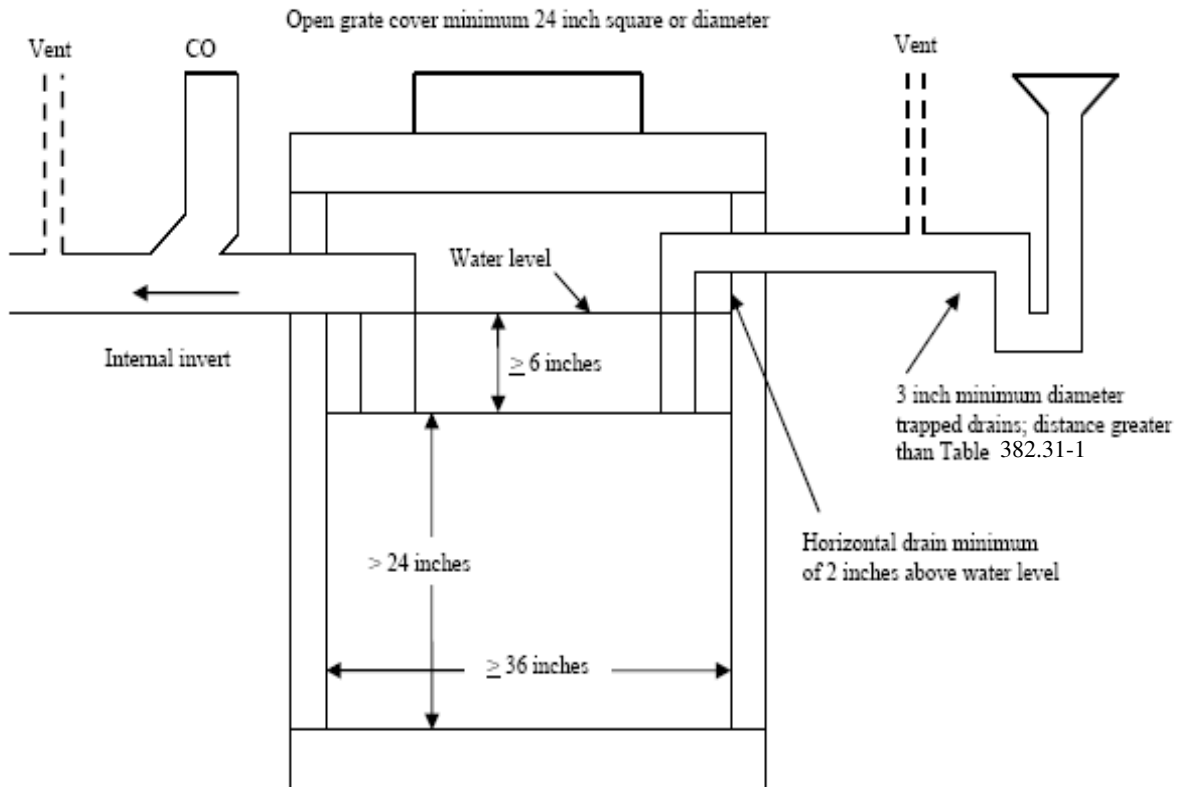 Open grate cover minimum 24 inch square or diameter
Vent
CO
Vent
Water level
Internal invert
≥ 6 inches
3 inch minimum diameter
trapped drains; distance greater
than Table 382.31-1
Horizontal drain minimum
of 2 inches above water level
> 24 inches
≥ 36 inches